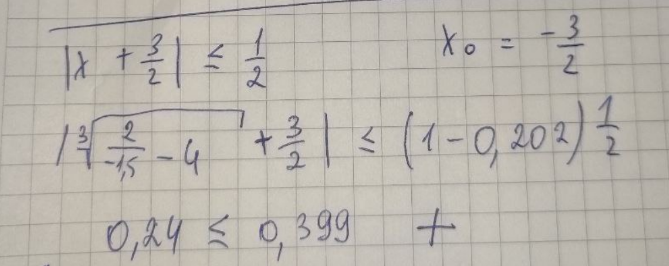 |x + 3/2| ≤ 1/2    x₀ = -3/2
|∛(2/-1,5 - 4) + 3/2| ≤ (1 - 0,202) 1/2
0,24 ≤ 0,399    +